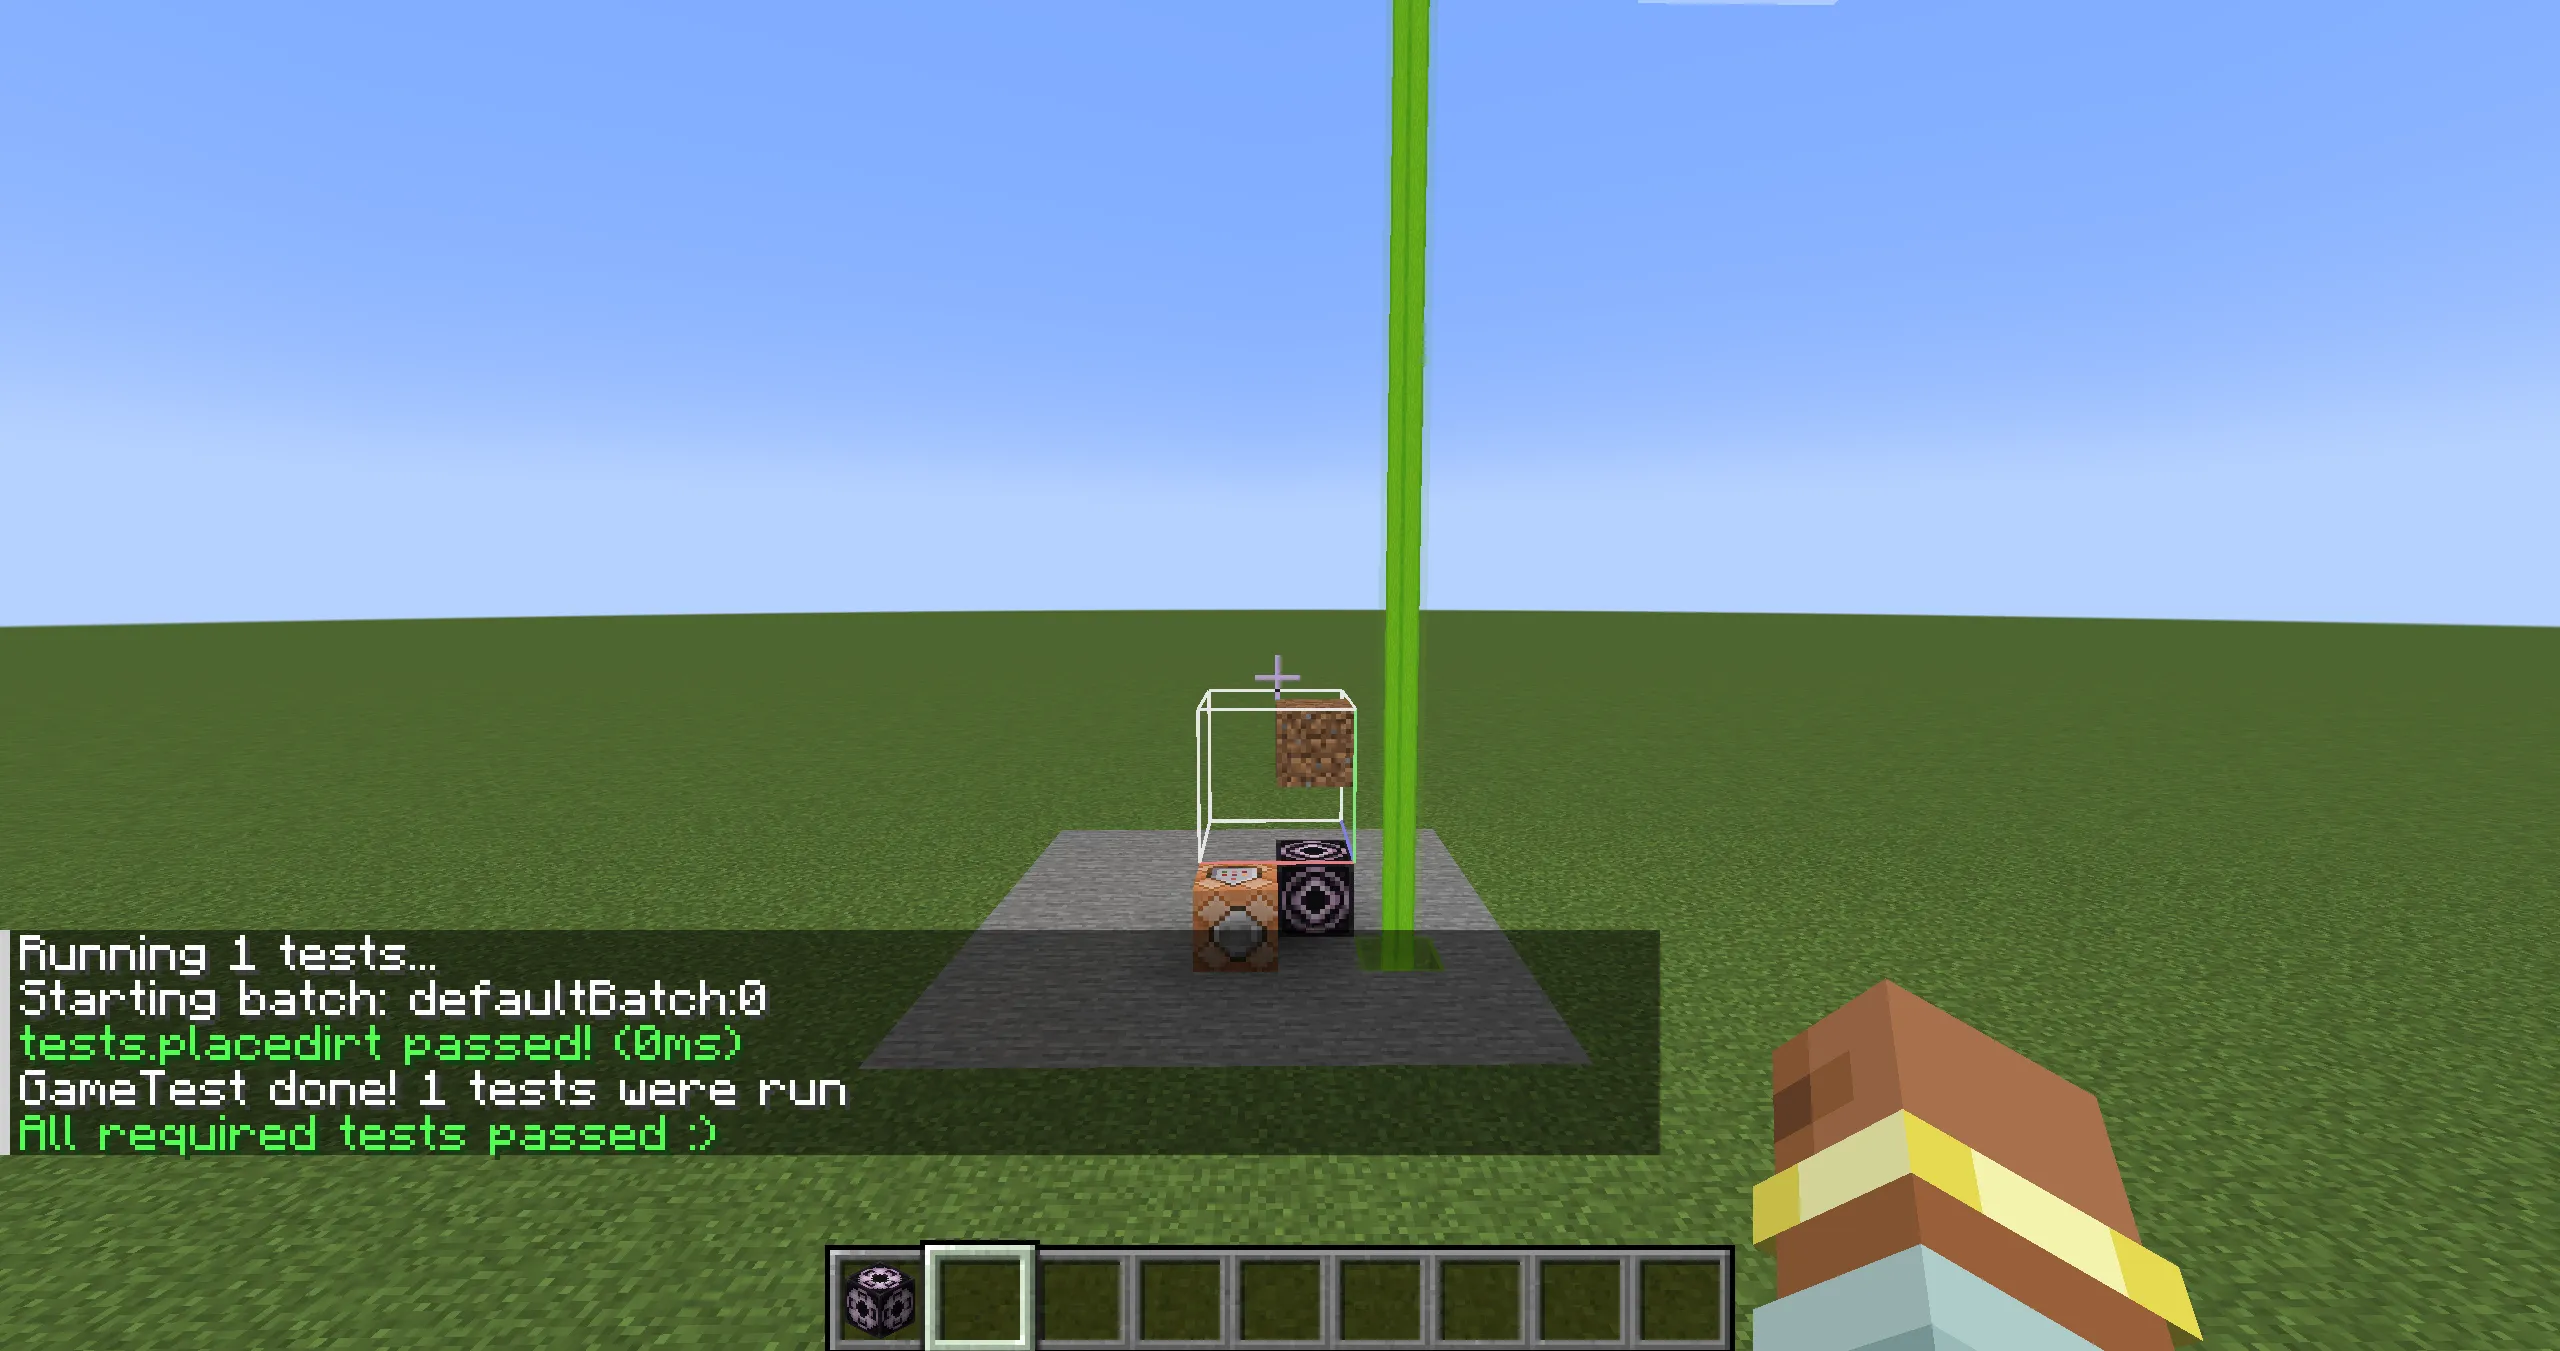 Running 1 tests...
Starting batch: defaultBatch:0
tests.placedirt passed! (0ms)
GameTest done! 1 tests were run
All required tests passed :)